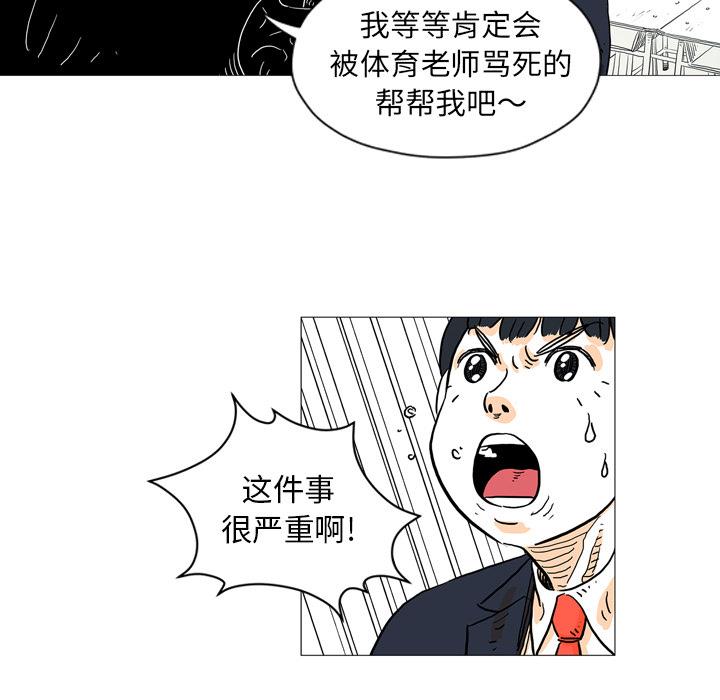 我等等肯定会
被体育老师骂死的
帮帮我吧～
这件事
很严重啊!